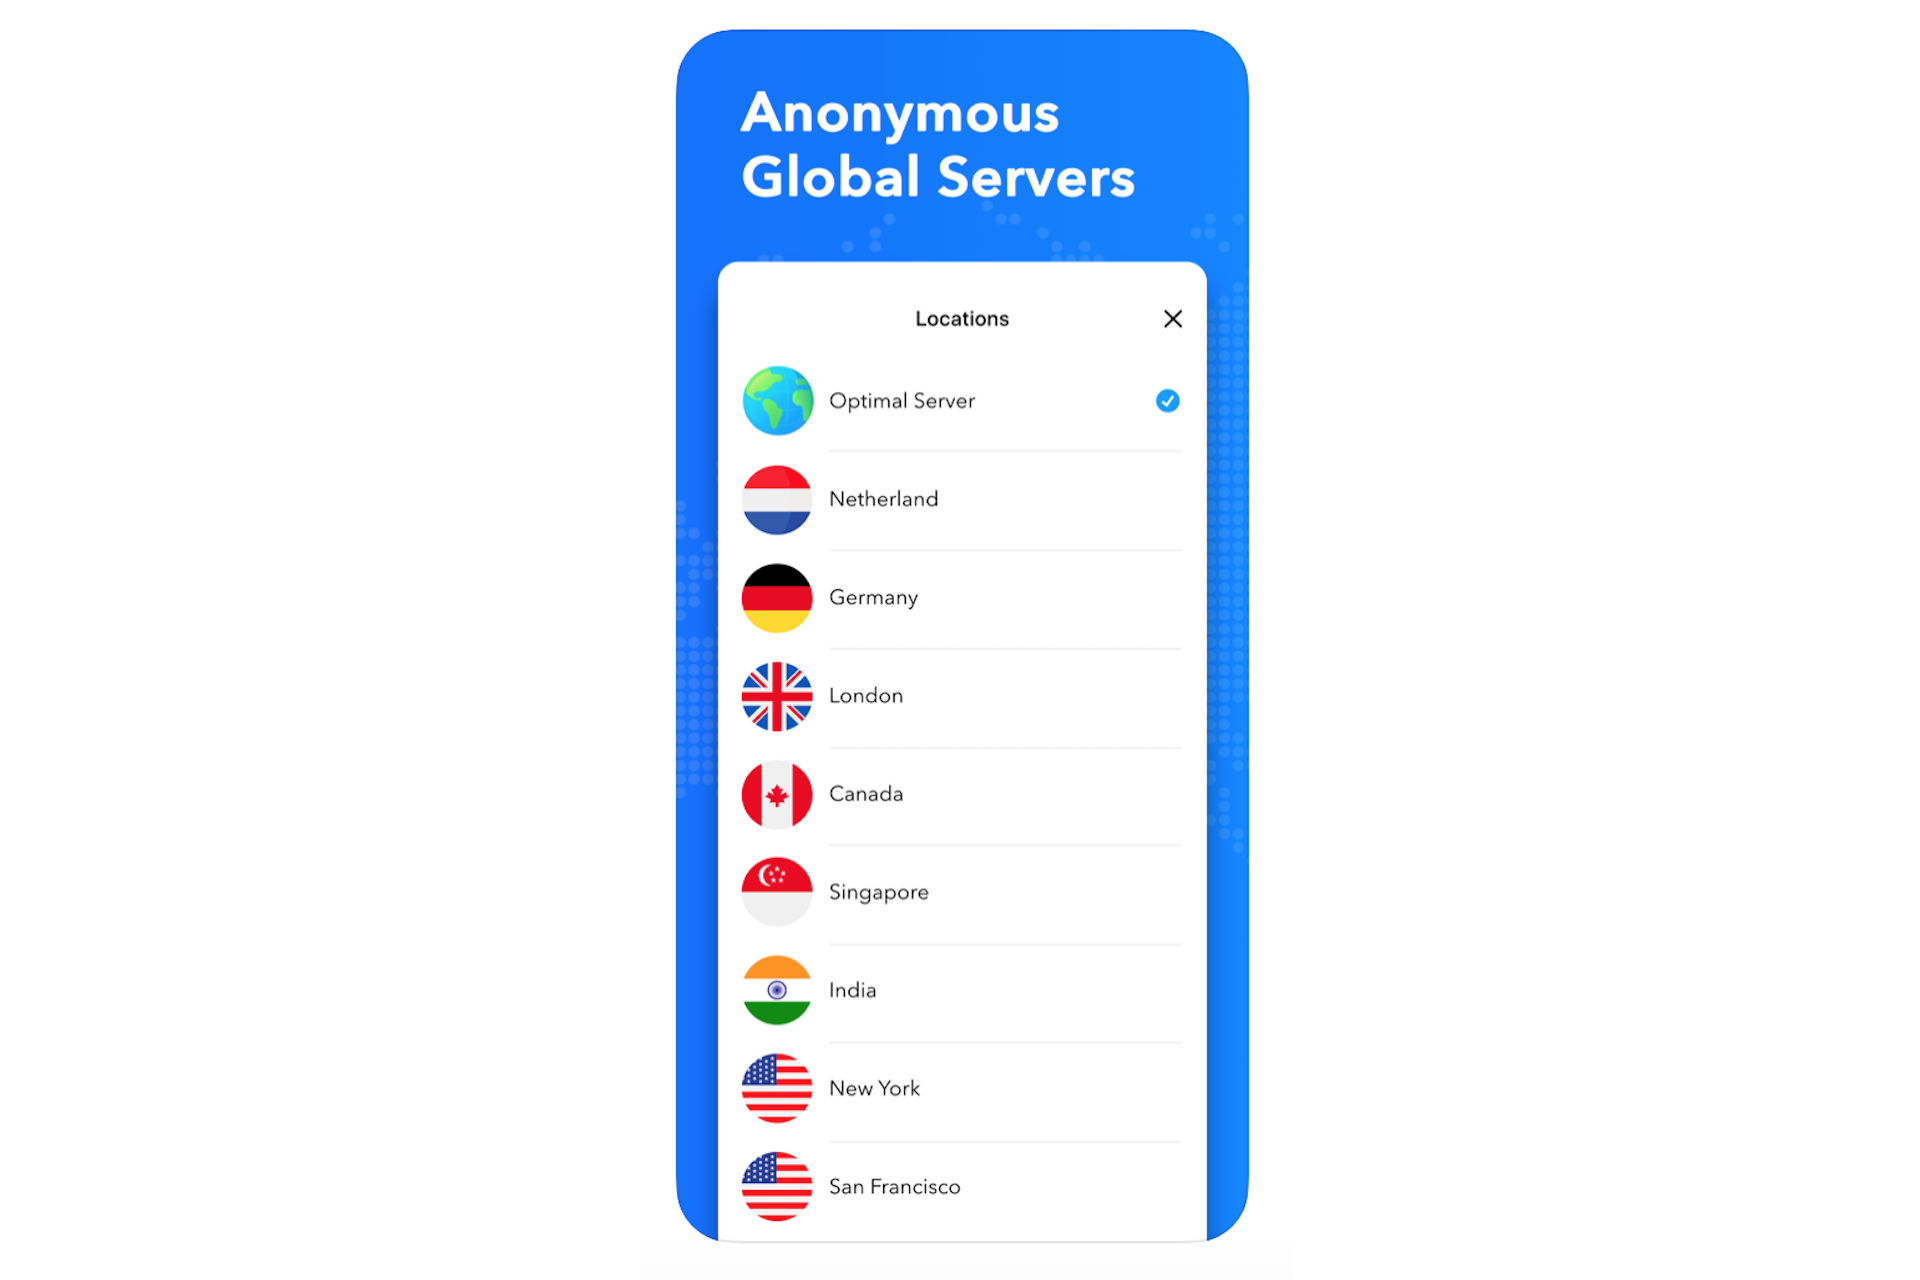 Anonymous
Global Servers
Locations
Optimal Server
Netherland
Germany
London
Canada
Singapore
India
New York
San Francisco